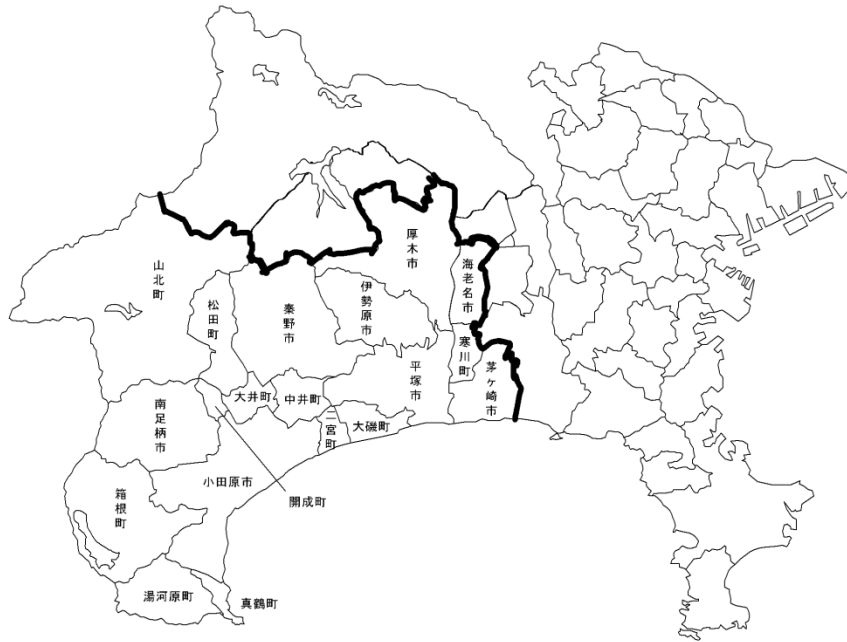 厚木市
海老名市
山北町
伊勢原市
松田町
秦野市
寒川町
平塚市
茅ヶ崎市
大井町
中井町
南足柄市
二宮町
大磯町
小田原市
箱根町
開成町
湯河原町
真鶴町